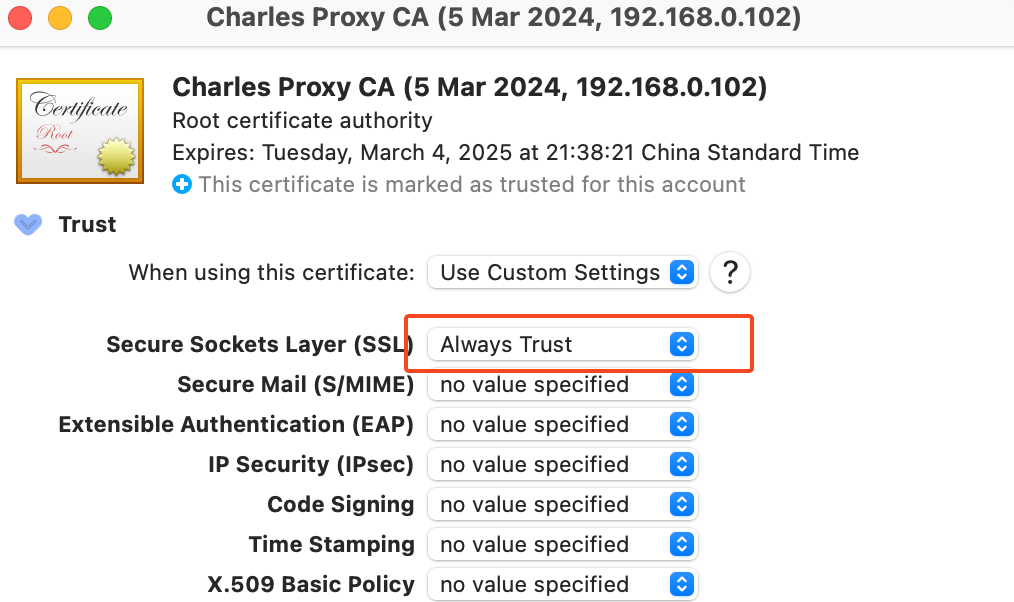 Charles Proxy CA (5 Mar 2024, 192.168.0.102)
Certificate
Root
Charles Proxy CA (5 Mar 2024, 192.168.0.102)
Root certificate authority
Expires: Tuesday, March 4, 2025 at 21:38:21 China Standard Time
This certificate is marked as trusted for this account
Trust
When using this certificate: Use Custom Settings ?
Secure Sockets Layer (SSL) Always Trust
Secure Mail (S/MIME) no value specified
Extensible Authentication (EAP) no value specified
IP Security (IPsec) no value specified
Code Signing no value specified
Time Stamping no value specified
X.509 Basic Policy no value specified